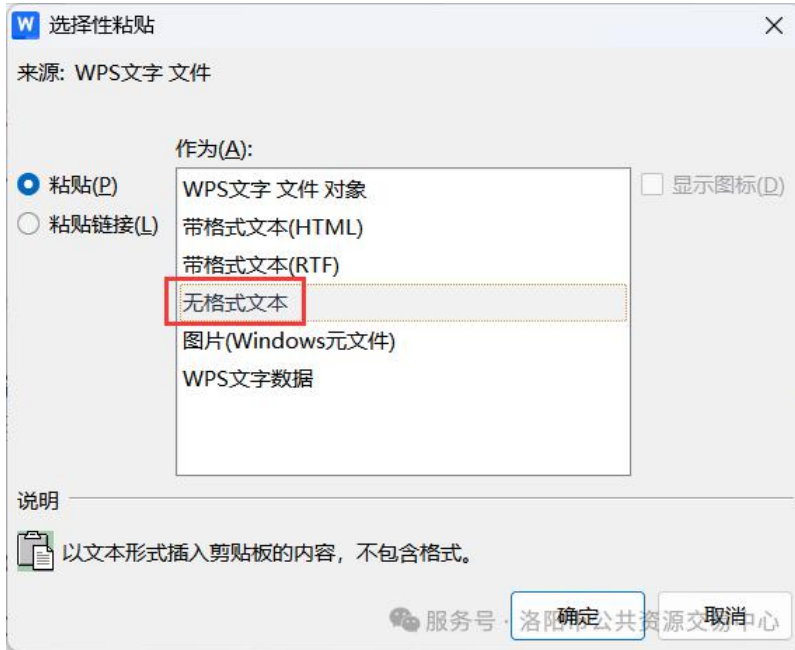 W 选择性粘贴
来源: WPS文字 文件
作为(A):
粘贴(P)
粘贴链接(L)
WPS文字 文件 对象
带格式文本(HTML)
带格式文本(RTF)
无格式文本
图片(Windows元文件)
WPS文字数据
显示图标(D)
说明
以文本形式插入剪贴板的内容，不包含格式。
确定 取消
服务号 · 洛阳市公共资源交易中心